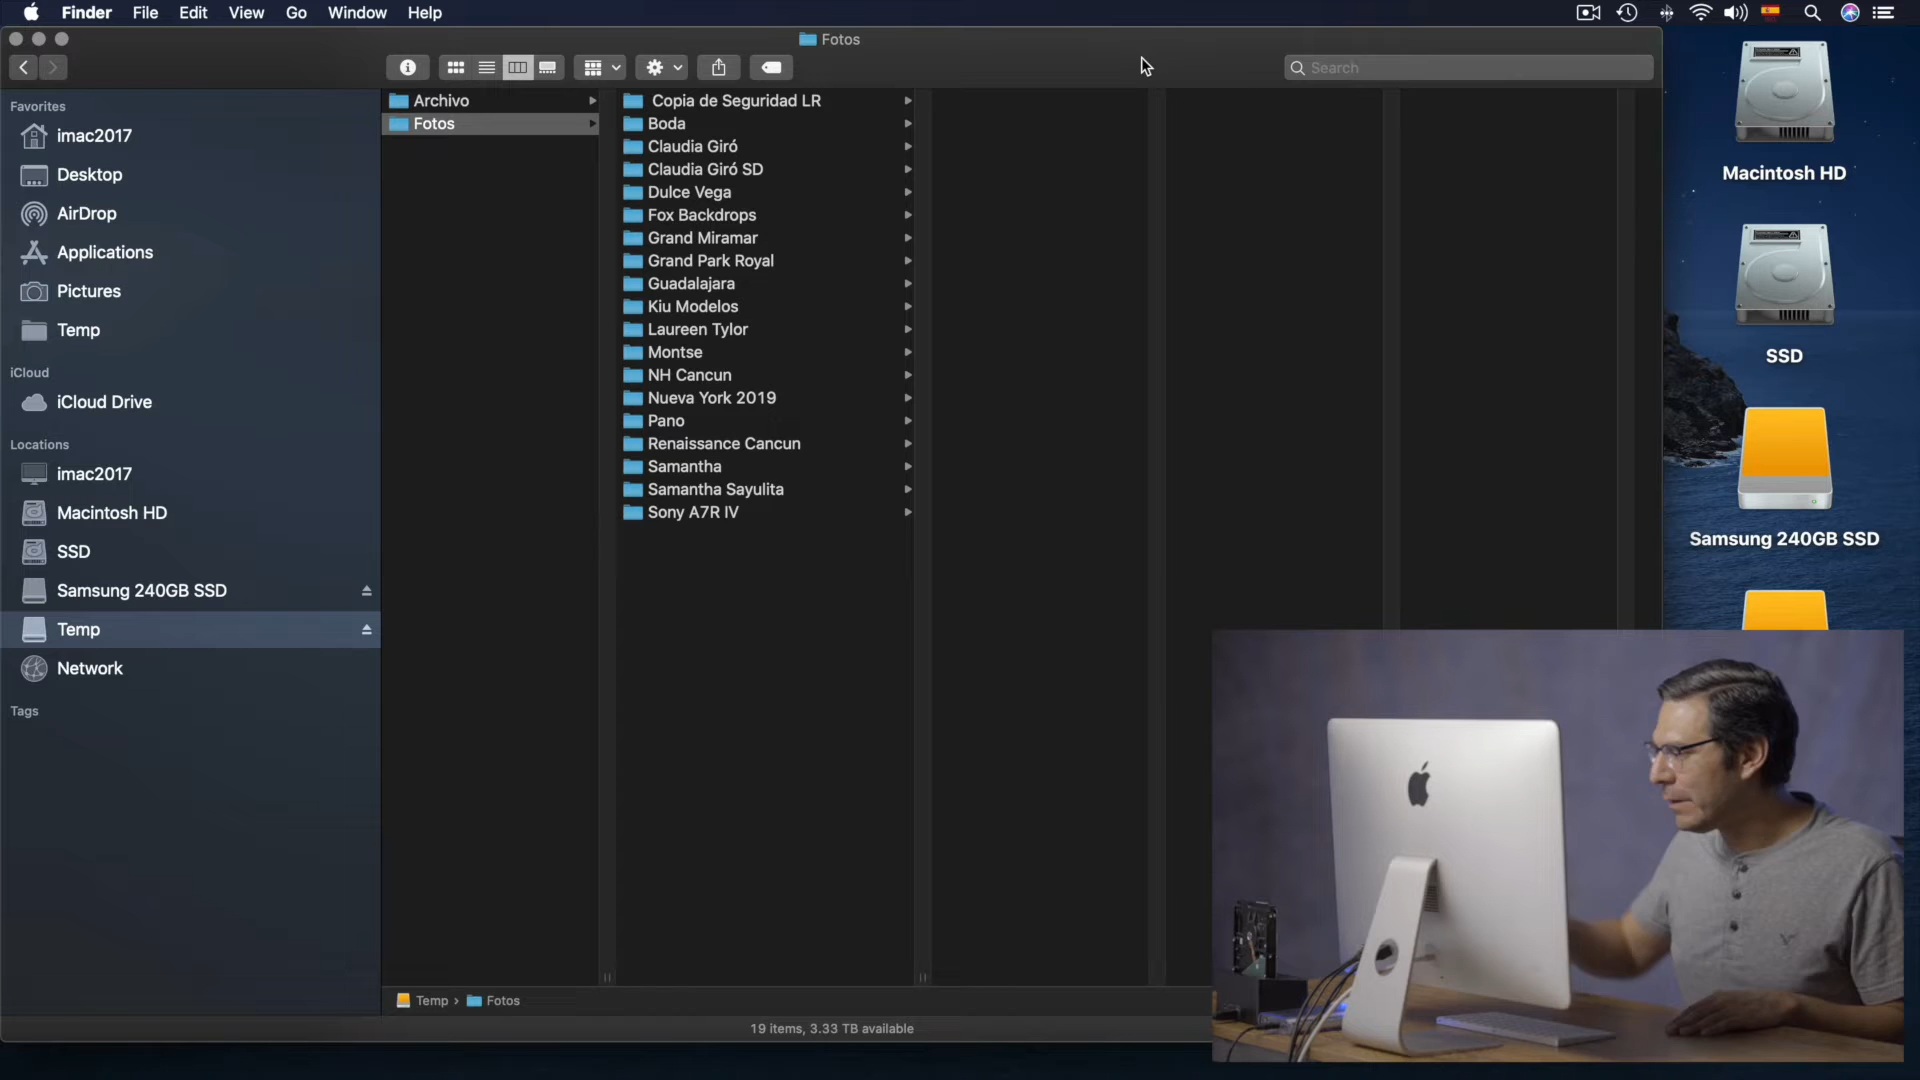 Finder File Edit View Go Window Help
Fotos
Search
Favorites
imac2017
Desktop
AirDrop
Applications
Pictures
Temp
iCloud
iCloud Drive
Locations
imac2017
Macintosh HD
SSD
Samsung 240GB SSD
Temp
Network
Tags
Archivo
Fotos
Copia de Seguridad LR
Boda
Claudia Giró
Claudia Giró SD
Dulce Vega
Fox Backdrops
Grand Miramar
Grand Park Royal
Guadalajara
Kiu Modelos
Laureen Tylor
Montse
NH Cancun
Nueva York 2019
Pano
Renaissance Cancun
Samantha
Samantha Sayulita
Sony A7R IV
Temp › Fotos
19 items, 3.33 TB available
Macintosh HD
SSD
Samsung 240GB SSD